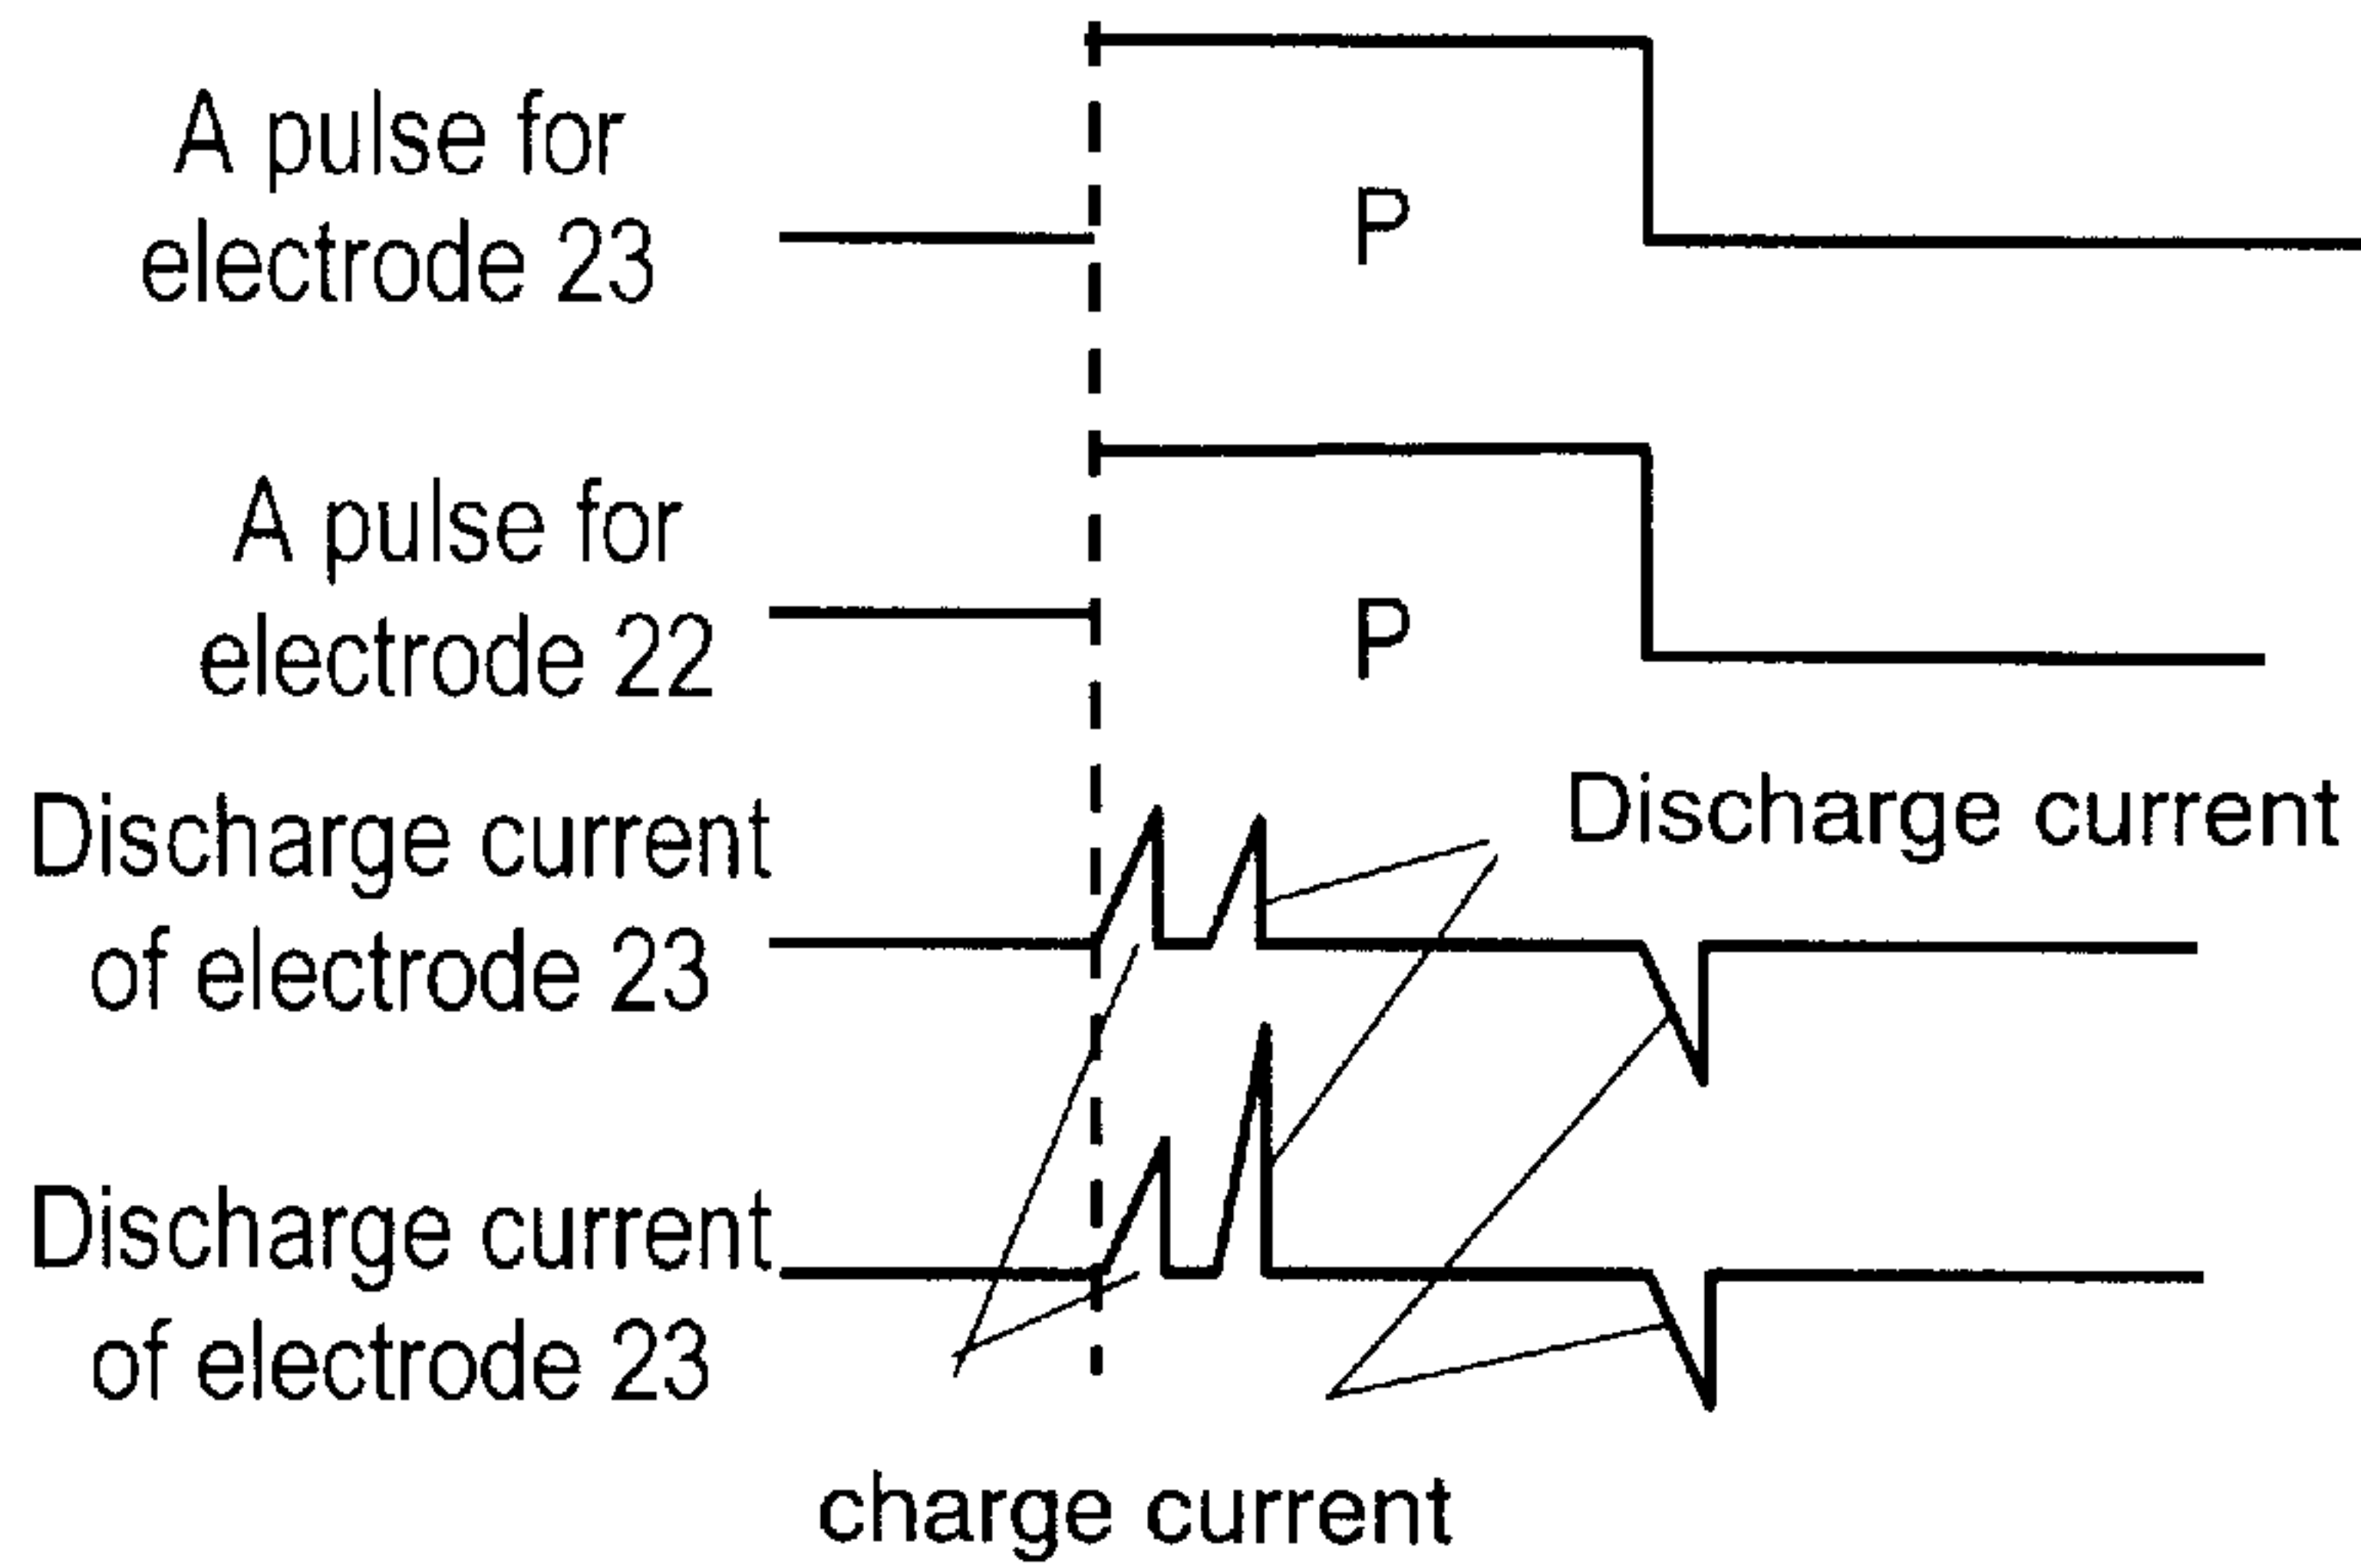 A pulse for
electrode 23
P
A pulse for
electrode 22
P
Discharge current
of electrode 23
Discharge current
Discharge current
of electrode 23
charge current